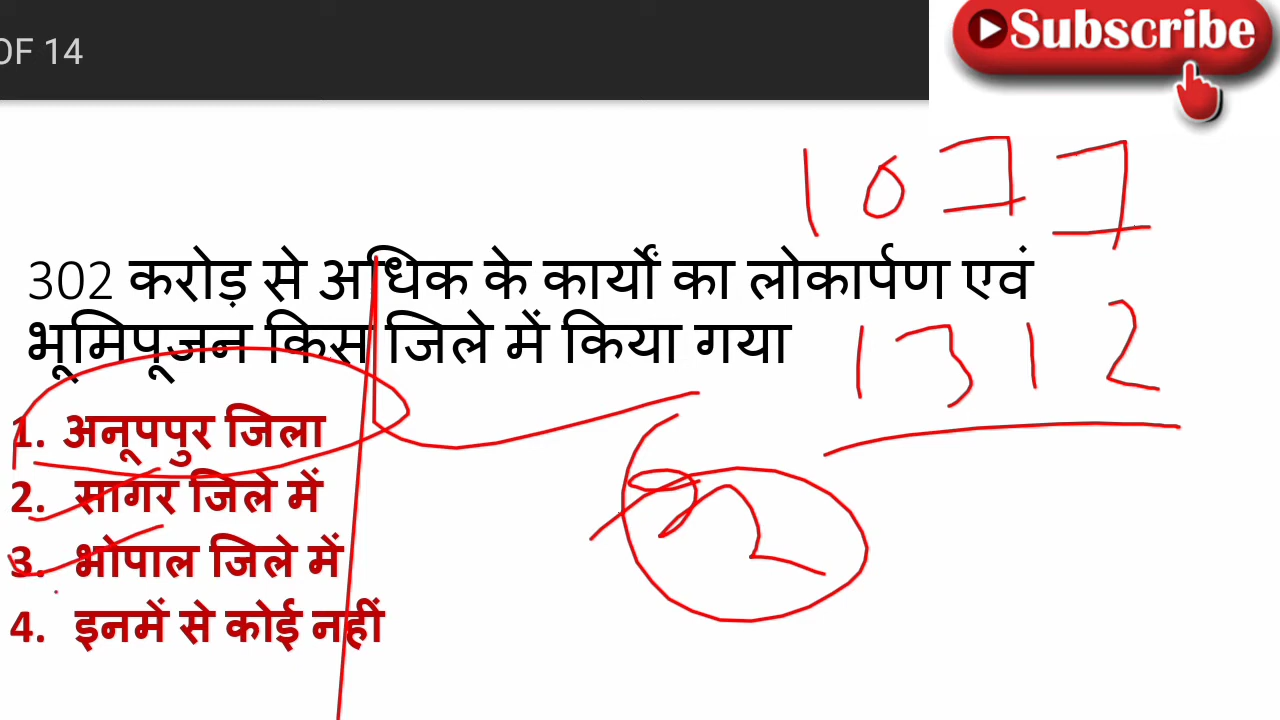 OF 14
Subscribe
1077
302 करोड़ से अधिक के कार्यों का लोकार्पण एवं
भूमिपूजन किस जिले में किया गया
1312
1. अनूपपुर जिला
2. सागर जिले में
3. भोपाल जिले में
4. इनमें से कोई नहीं